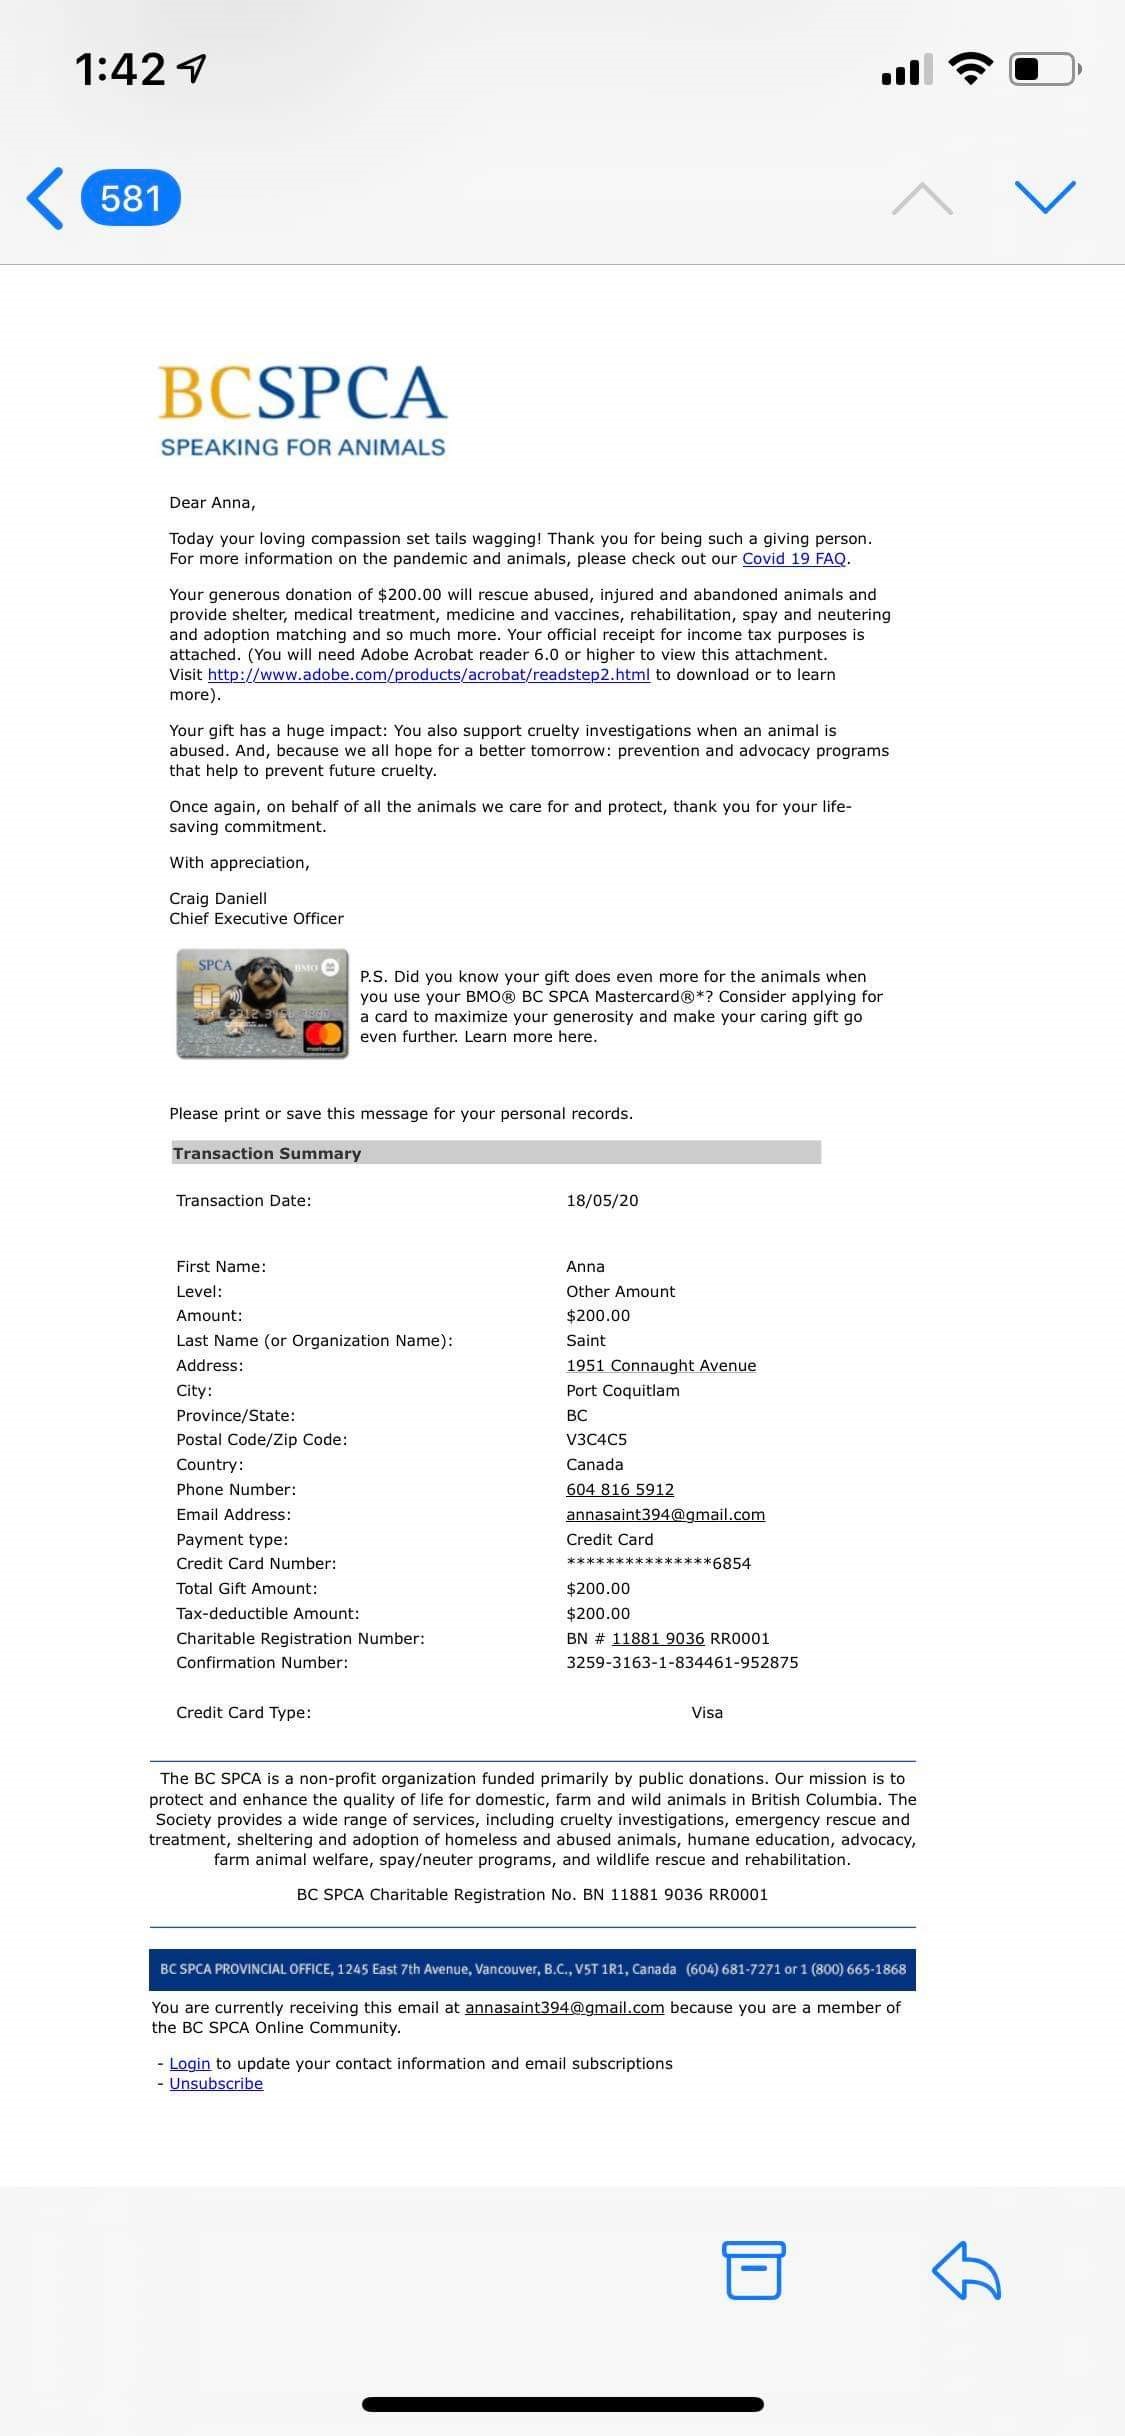 1:42
581
BCSPCA
SPEAKING FOR ANIMALS
Dear Anna,
Today your loving compassion set tails wagging! Thank you for being such a giving person.
For more information on the pandemic and animals, please check out our Covid 19 FAQ.
Your generous donation of $200.00 will rescue abused, injured and abandoned animals and
provide shelter, medical treatment, medicine and vaccines, rehabilitation, spay and neutering
and adoption matching and so much more. Your official receipt for income tax purposes is
attached. (You will need Adobe Acrobat reader 6.0 or higher to view this attachment.
Visit http://www.adobe.com/products/acrobat/readstep2.html to download or to learn
more).
Your gift has a huge impact: You also support cruelty investigations when an animal is
abused. And, because we all hope for a better tomorrow: prevention and advocacy programs
that help to prevent future cruelty.
Once again, on behalf of all the animals we care for and protect, thank you for your life-
saving commitment.
With appreciation,
Craig Daniell
Chief Executive Officer
BC SPCA BMO
mastercard
P.S. Did you know your gift does even more for the animals when
you use your BMO® BC SPCA Mastercard®*? Consider applying for
a card to maximize your generosity and make your caring gift go
even further. Learn more here.
Please print or save this message for your personal records.
Transaction Summary
Transaction Date: 18/05/20
First Name: Anna
Level: Other Amount
Amount: $200.00
Last Name (or Organization Name): Saint
Address: 1951 Connaught Avenue
City: Port Coquitlam
Province/State: BC
Postal Code/Zip Code: V3C4C5
Country: Canada
Phone Number: 604 816 5912
Email Address: annasaint394@gmail.com
Payment type: Credit Card
Credit Card Number: ***************6854
Total Gift Amount: $200.00
Tax-deductible Amount: $200.00
Charitable Registration Number: BN # 11881 9036 RR0001
Confirmation Number: 3259-3163-1-834461-952875
Credit Card Type: Visa
The BC SPCA is a non-profit organization funded primarily by public donations. Our mission is to
protect and enhance the quality of life for domestic, farm and wild animals in British Columbia. The
Society provides a wide range of services, including cruelty investigations, emergency rescue and
treatment, sheltering and adoption of homeless and abused animals, humane education, advocacy,
farm animal welfare, spay/neuter programs, and wildlife rescue and rehabilitation.
BC SPCA Charitable Registration No. BN 11881 9036 RR0001
BC SPCA PROVINCIAL OFFICE, 1245 East 7th Avenue, Vancouver, B.C., V5T 1R1, Canada (604) 681-7271 or 1 (800) 665-1868
You are currently receiving this email at annasaint394@gmail.com because you are a member of
the BC SPCA Online Community.
- Login to update your contact information and email subscriptions
- Unsubscribe